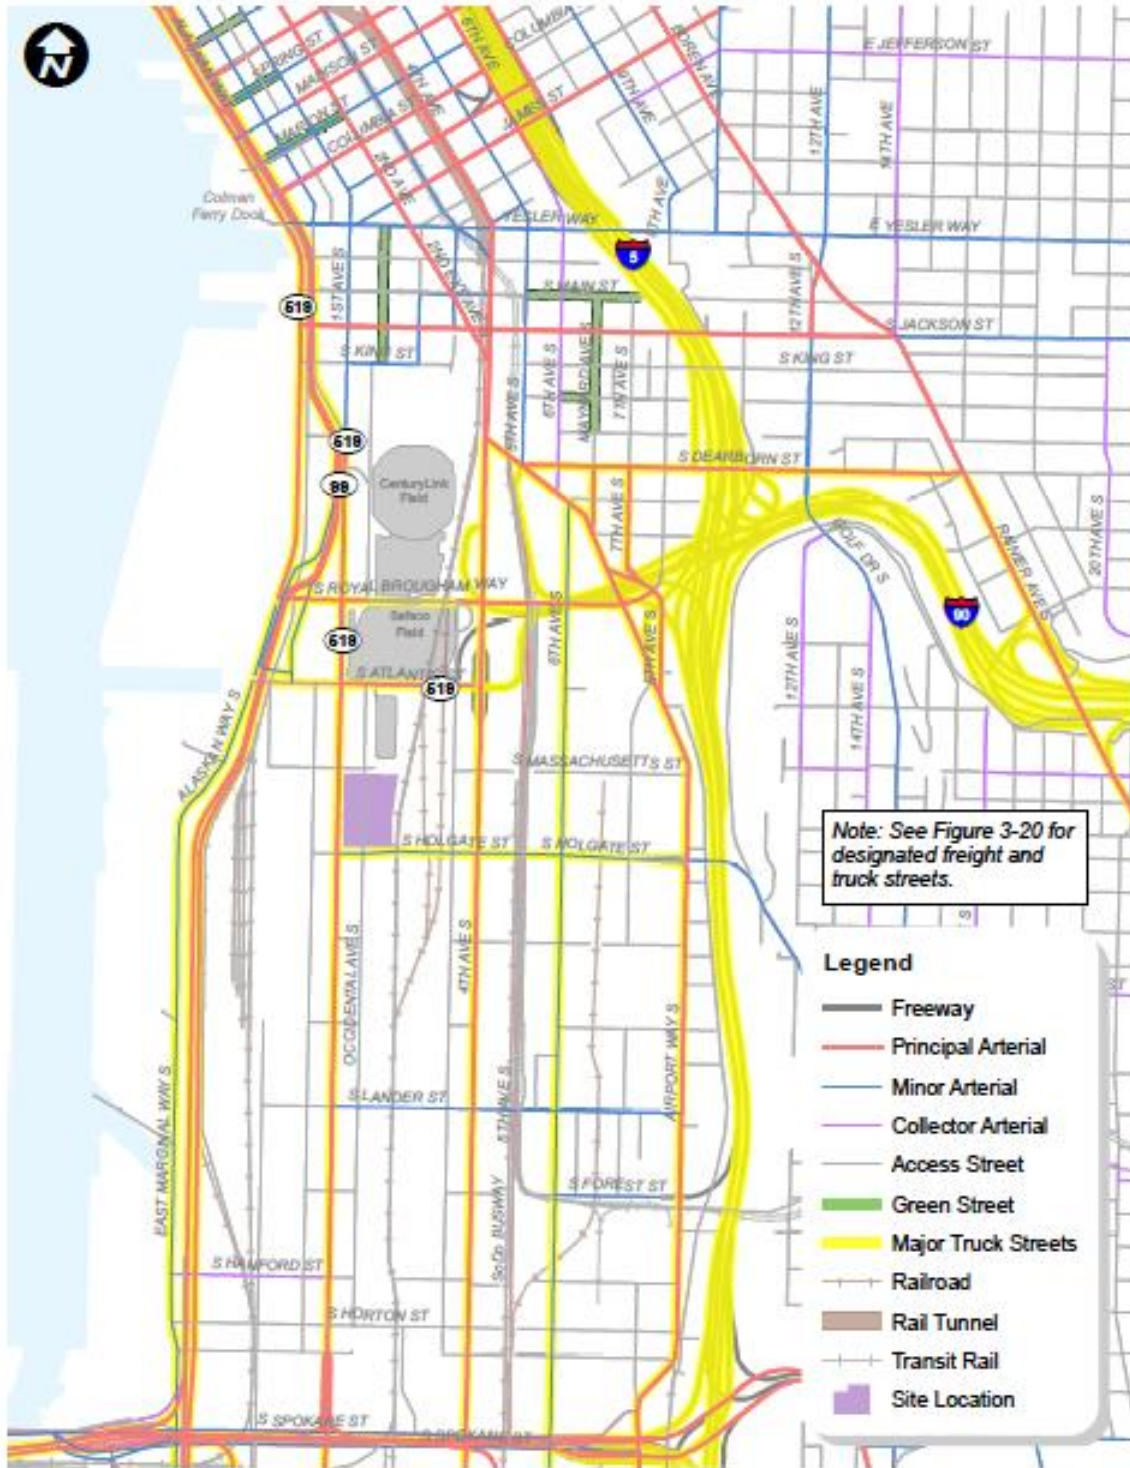 N
SPRING ST
MADISON ST
MARION ST
COLUMBIA ST
4TH AVE
6TH AVE
COLUMBIA
JAMES ST
9TH AVE
BOREN AVE
E JEFFERSON ST
12TH AVE
14TH AVE
2ND AVE
Colman
Ferry Dock
YESLER WAY
E YESLER WAY
5
2ND EXT AVE S
1ST AVE S
S MAIN ST
12TH AVE S
519
S JACKSON ST
S KING ST
S KING ST
5TH AVE S
6TH AVE S
MAYNARD AVE S
7TH AVE S
519
S DEARBORN ST
99
CenturyLink
Field
7TH AVE S
GOLF DR S
RAINIER AVE S
20TH AVE S
S ROYAL BROUGHAM WAY
90
Safeco
Field
519
6TH AVE S
12TH AVE S
S ATLANTIC ST
519
14TH AVE S
ALASKAN WAY S
S MASSACHUSETTS ST
Note: See Figure 3-20 for
designated freight and
truck streets.
S HOLGATE ST
S HOLGATE ST
OCCIDENTAL AVE S
4TH AVE S
AIRPORT WAY S
EAST MARGINAL WAY S
S LANDER ST
5TH AVE S
S FOREST ST
SoDo BUSWAY
S HANFORD ST
S HORTON ST
S SPOKANE ST
S SPOKANE ST
Legend
Freeway
Principal Arterial
Minor Arterial
Collector Arterial
Access Street
Green Street
Major Truck Streets
Railroad
Rail Tunnel
Transit Rail
Site Location